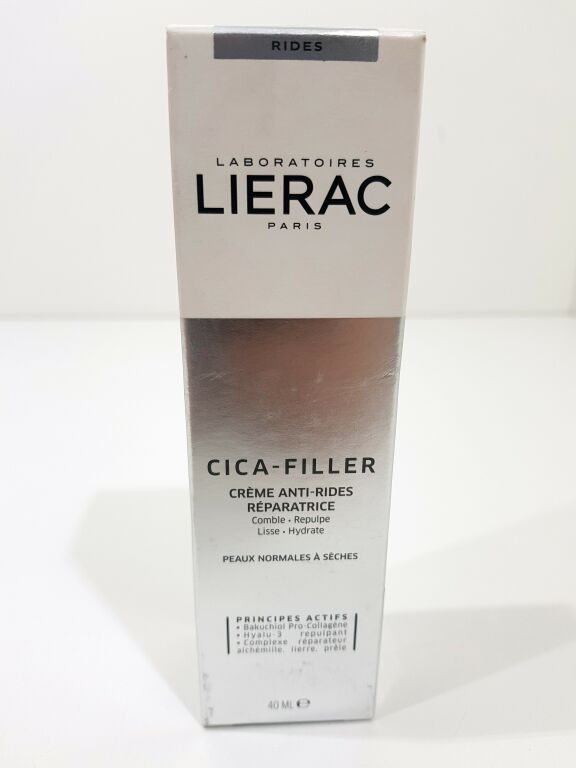 RIDES
LABORATOIRES
LIERAC
PARIS
CICA-FILLER
CRÈME ANTI-RIDES
RÉPARATRICE
Comble • Repulpe
Lisse • Hydrate
PEAUX NORMALES À SÈCHES
PRINCIPES ACTIFS
• Bakuchiol Pro-Collagène
• Hyalu-3 repulpant
• Complexe réparateur
alchémille, lierre, prêle
40 ML ℮